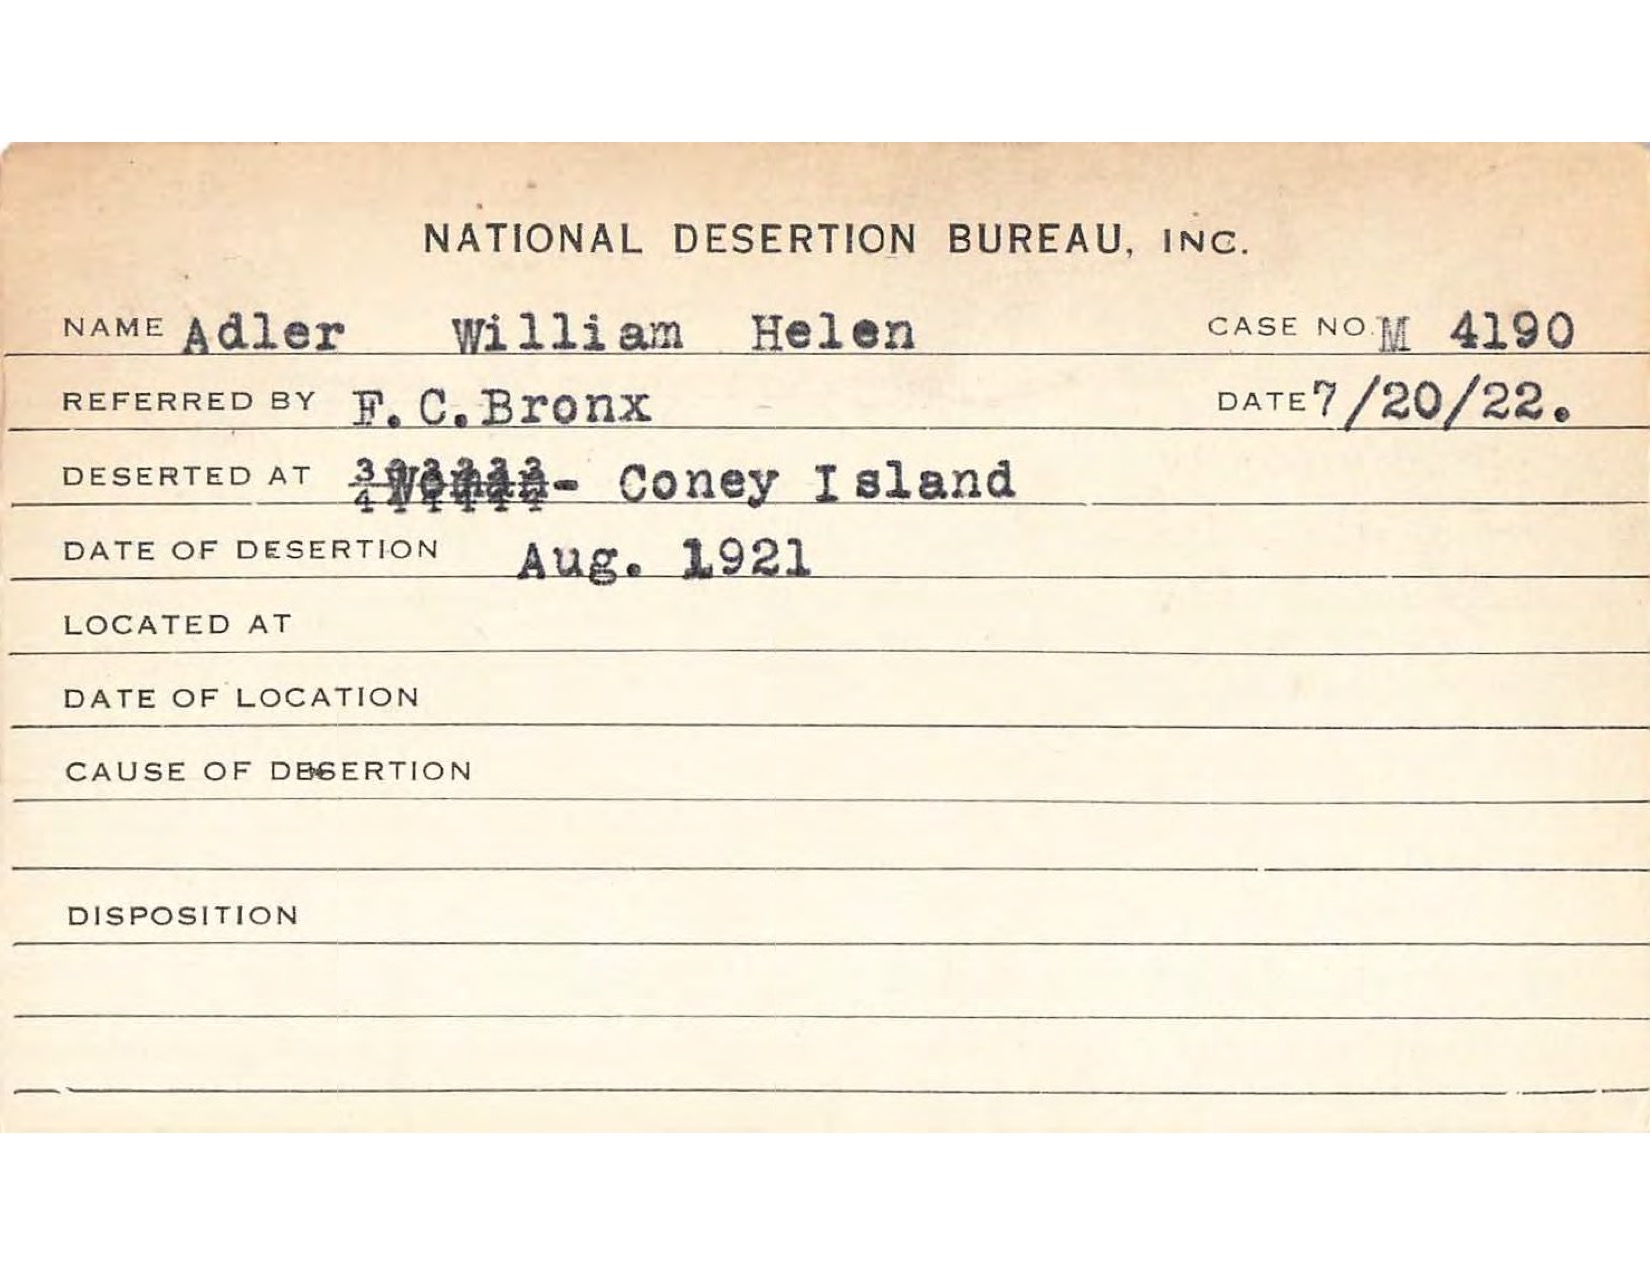 NATIONAL DESERTION BUREAU, INC.
NAME Adler William Helen CASE NO. M 4190
REFERRED BY F.C.Bronx DATE 7/20/22.
DESERTED AT - Coney Island
DATE OF DESERTION Aug. 1921
LOCATED AT
DATE OF LOCATION
CAUSE OF DESERTION
DISPOSITION